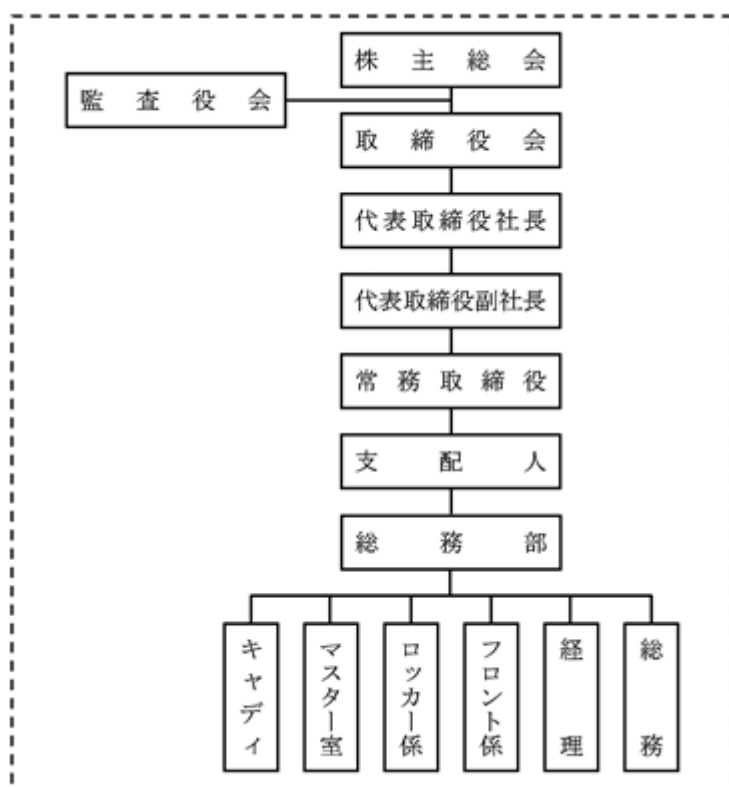 株主総会
監査役会
取締役会
代表取締役社長
代表取締役副社長
常務取締役
支配人
総務部
キャディ
マスター室
ロッカー係
フロント係
経理
総務